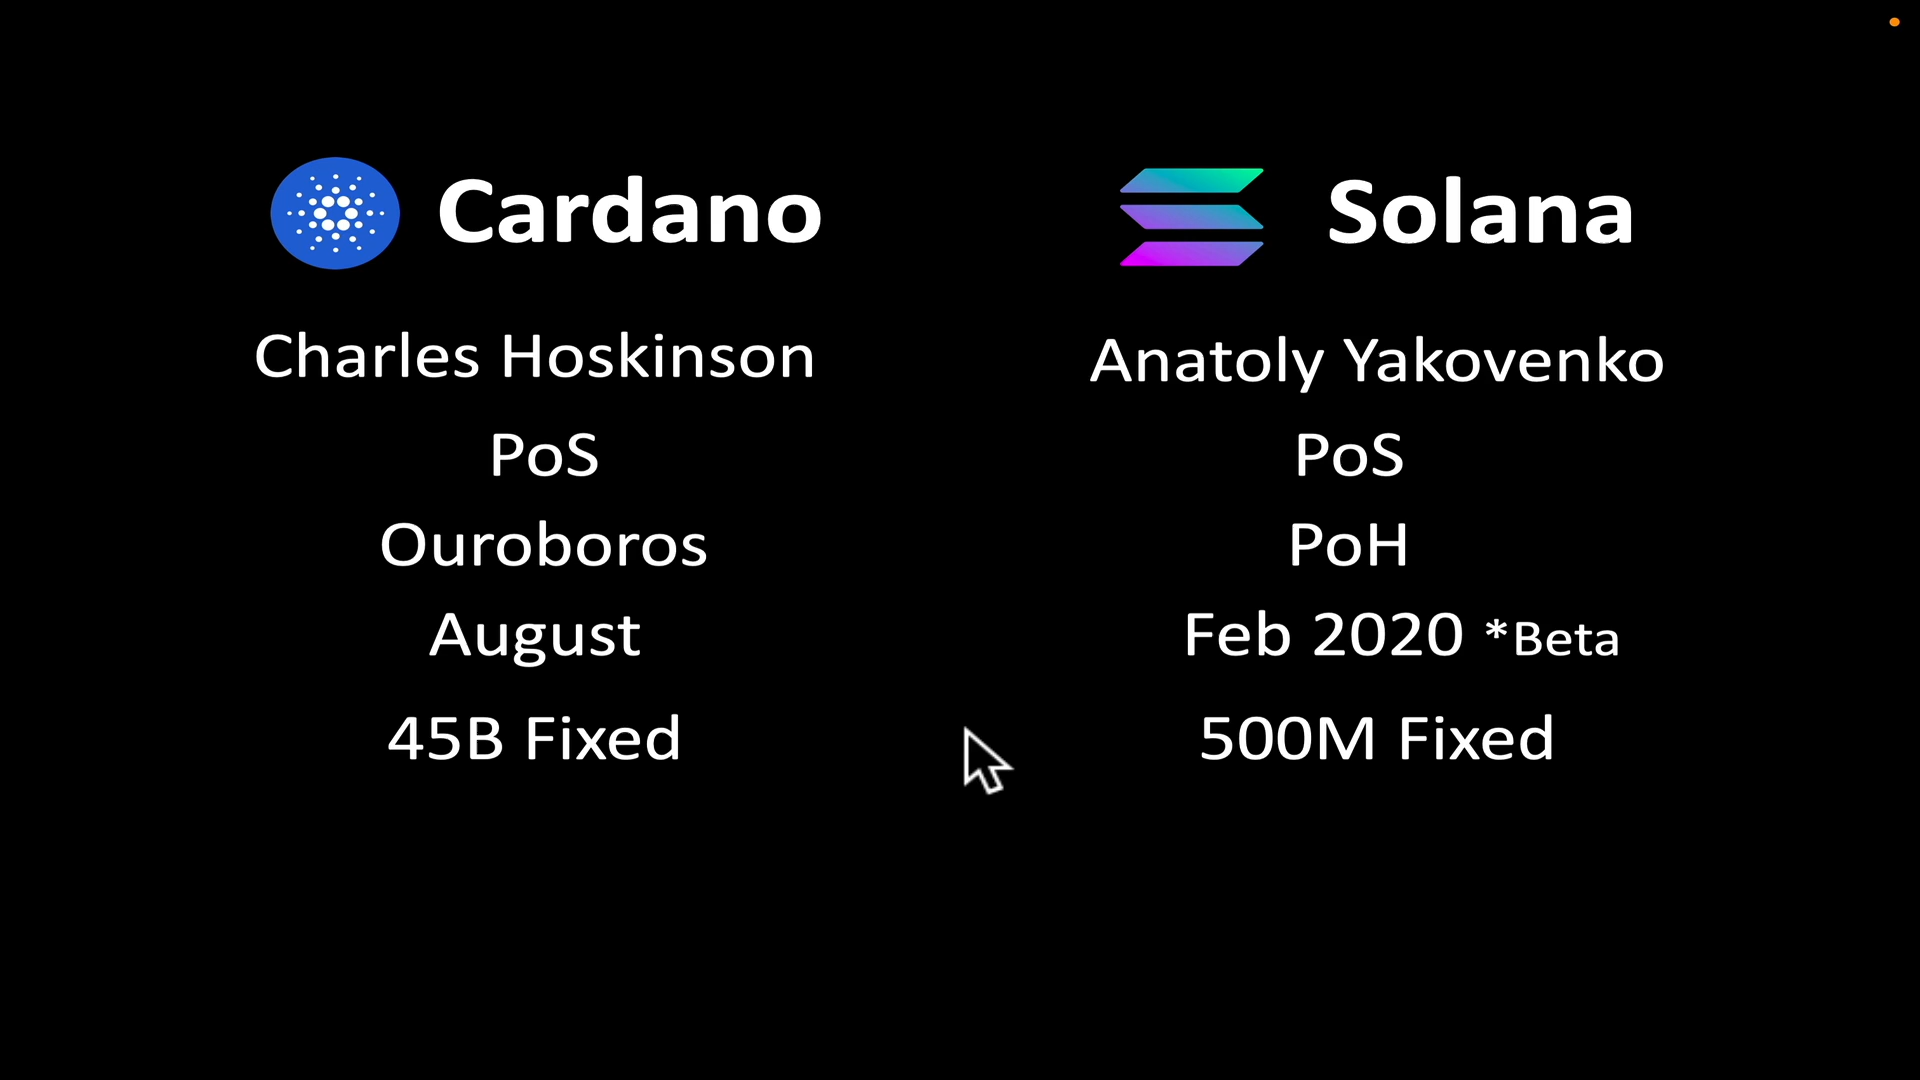 Cardano
Charles Hoskinson
PoS
Ouroboros
August
45B Fixed
Solana
Anatoly Yakovenko
PoS
PoH
Feb 2020 *Beta
500M Fixed